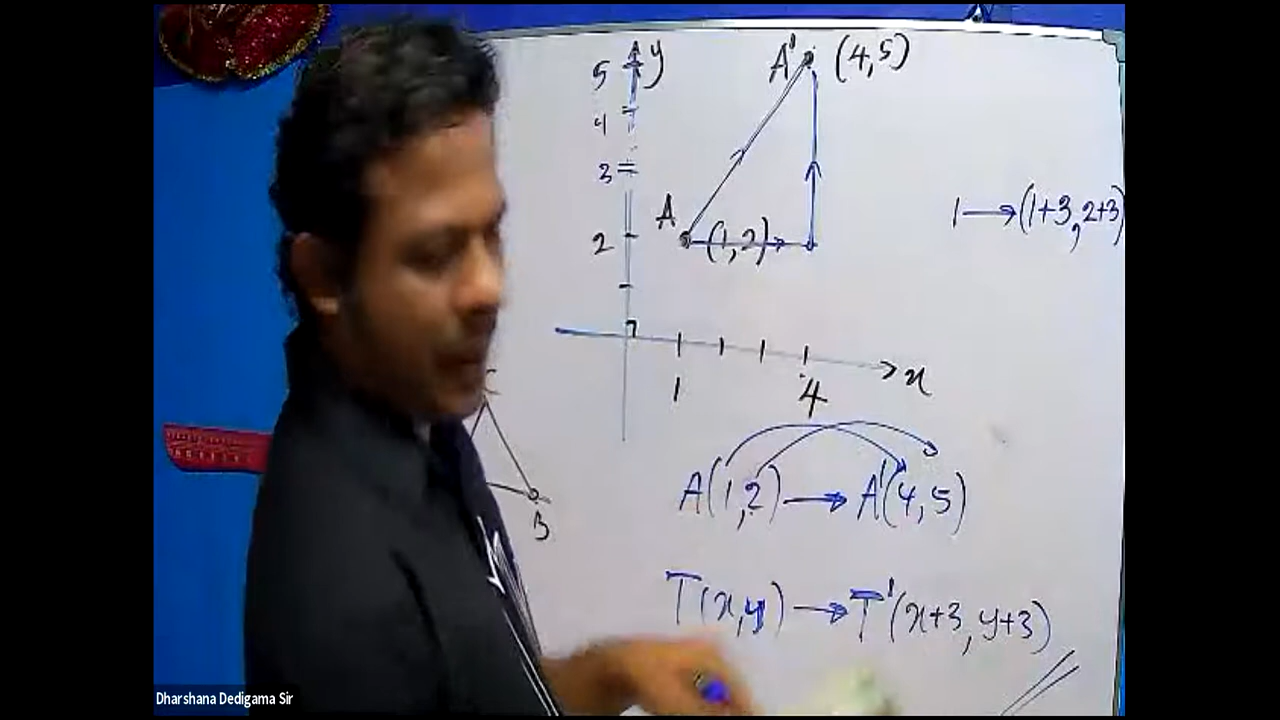 y
5
4
3
2
A' (4,5)
A
(1,2)
1 → (1+3, 2+3)
1
4
x
C
B
A(1,2) → A'(4,5)
T(x,y) → T'(x+3, y+3)
Dharshana Dedigama Sir